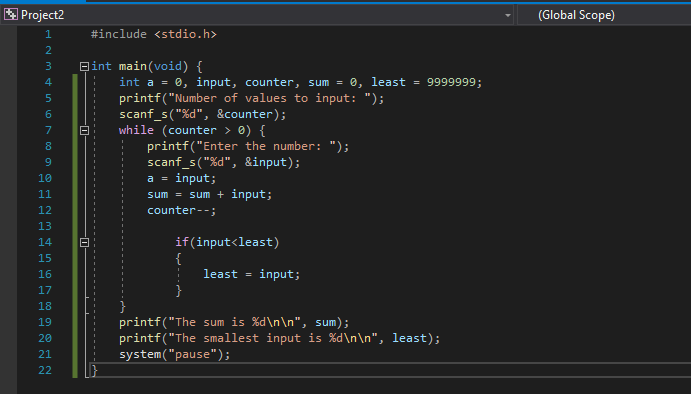 Project2 (Global Scope)
1 #include <stdio.h>
2
3 int main(void) {
4 int a = 0, input, counter, sum = 0, least = 9999999;
5 printf("Number of values to input: ");
6 scanf_s("%d", &counter);
7 while (counter > 0) {
8 printf("Enter the number: ");
9 scanf_s("%d", &input);
10 a = input;
11 sum = sum + input;
12 counter--;
13
14 if(input<least)
15 {
16 least = input;
17 }
18 }
19 printf("The sum is %d\n\n", sum);
20 printf("The smallest input is %d\n\n", least);
21 system("pause");
22 }